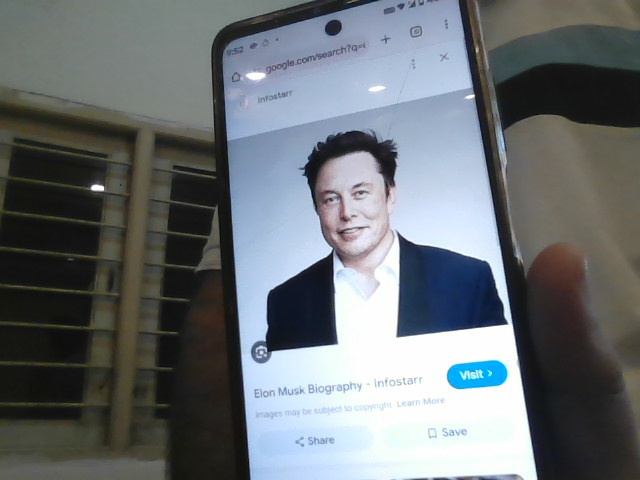 9:52
google.com/search?q=
Infostarr
Elon Musk Biography - Infostarr
Visit >
Images may be subject to copyright. Learn More
Share
Save